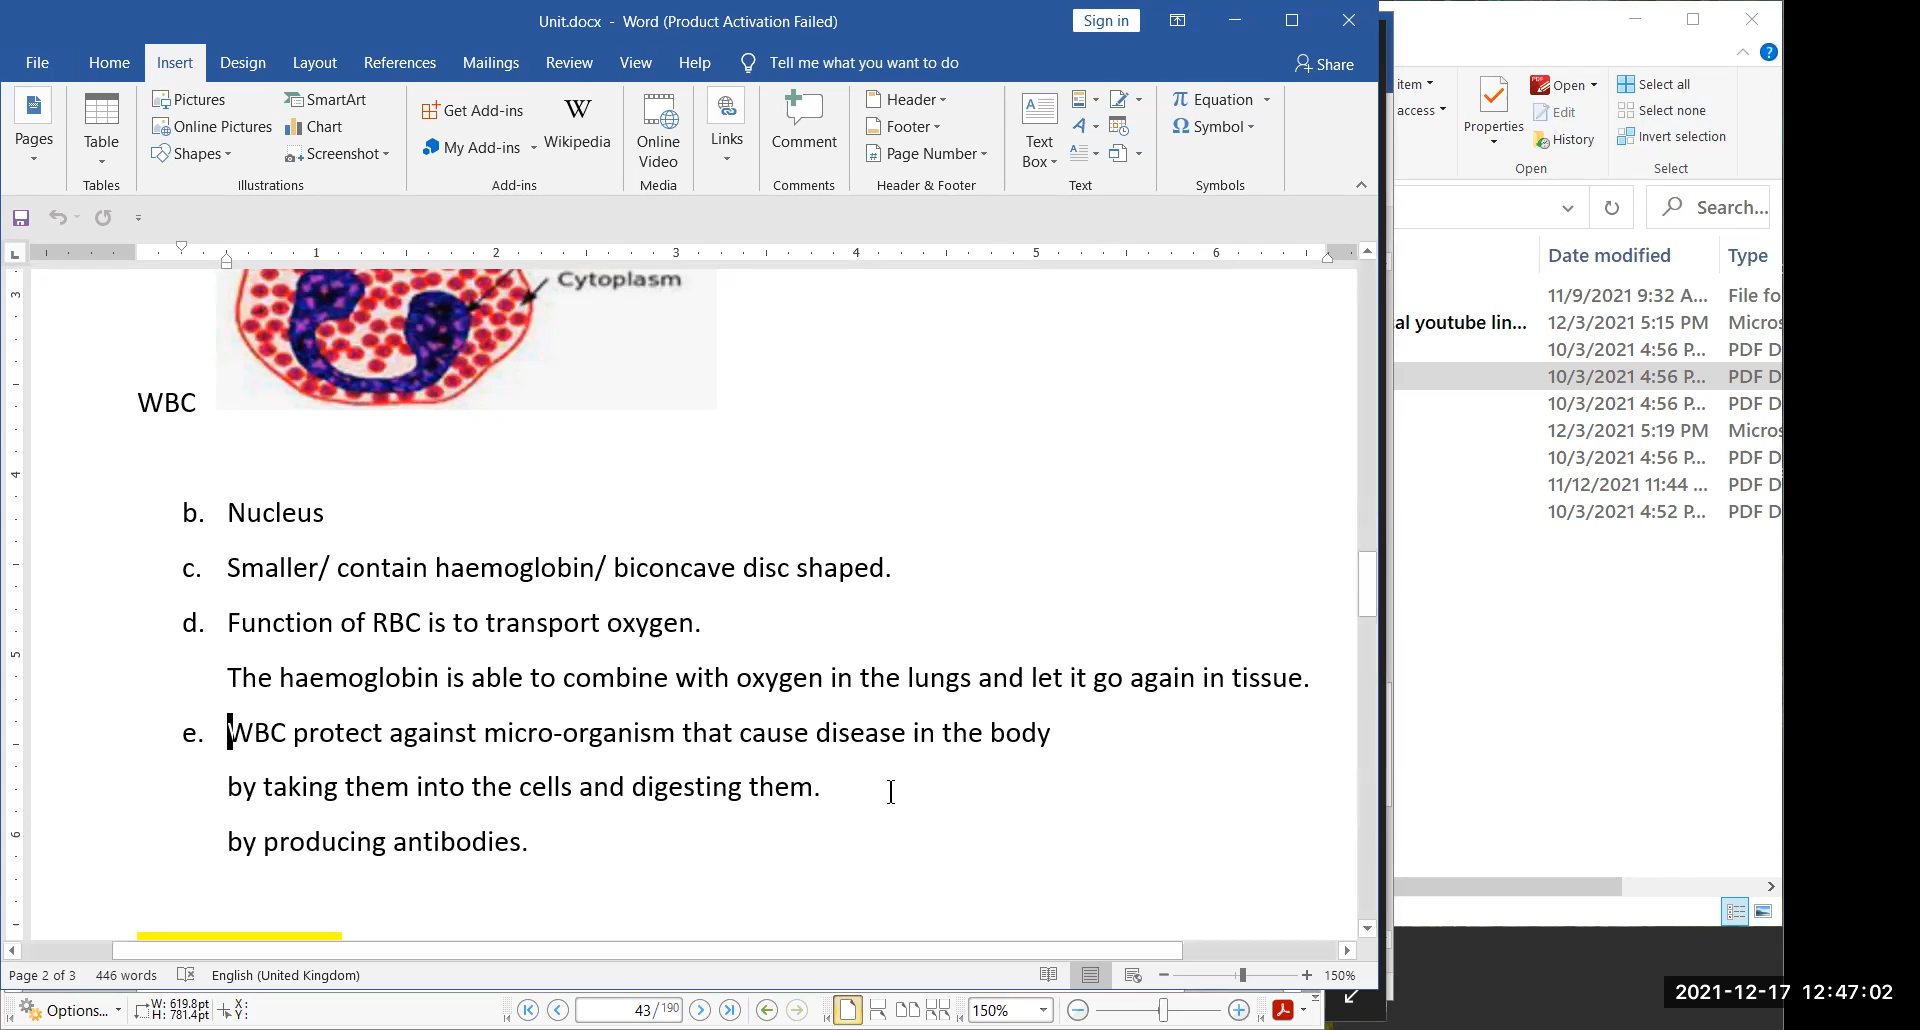 Unit.docx - Word (Product Activation Failed)
Sign in
File Home Insert Design Layout References Mailings Review View Help Tell me what you want to do Share
Pages
Table
Tables
Pictures
Online Pictures
Shapes
SmartArt
Chart
Screenshot
Illustrations
Get Add-ins
My Add-ins
W
Wikipedia
Add-ins
Online
Video
Media
Links
Comment
Comments
Header
Footer
Page Number
Header & Footer
Text
Box
Text
Equation
Symbol
Symbols
item
access
Properties
Open
Edit
History
Open
Select all
Select none
Invert selection
Select
Search...
1 2 3 4 5 6
3
4
5
6
Cytoplasm
WBC
b. Nucleus
c. Smaller/ contain haemoglobin/ biconcave disc shaped.
d. Function of RBC is to transport oxygen.
The haemoglobin is able to combine with oxygen in the lungs and let it go again in tissue.
e. WBC protect against micro-organism that cause disease in the body
by taking them into the cells and digesting them.
by producing antibodies.
Date modified Type
11/9/2021 9:32 A... File fo
al youtube lin... 12/3/2021 5:15 PM Micros
10/3/2021 4:56 P... PDF D
10/3/2021 4:56 P... PDF D
10/3/2021 4:56 P... PDF D
12/3/2021 5:19 PM Micros
10/3/2021 4:56 P... PDF D
11/12/2021 11:44 ... PDF D
10/3/2021 4:52 P... PDF D
Page 2 of 3 446 words English (United Kingdom) 150%
Options... W: 619.8pt X:
H: 781.4pt Y:
43/190
150%
2021-12-17 12:47:02